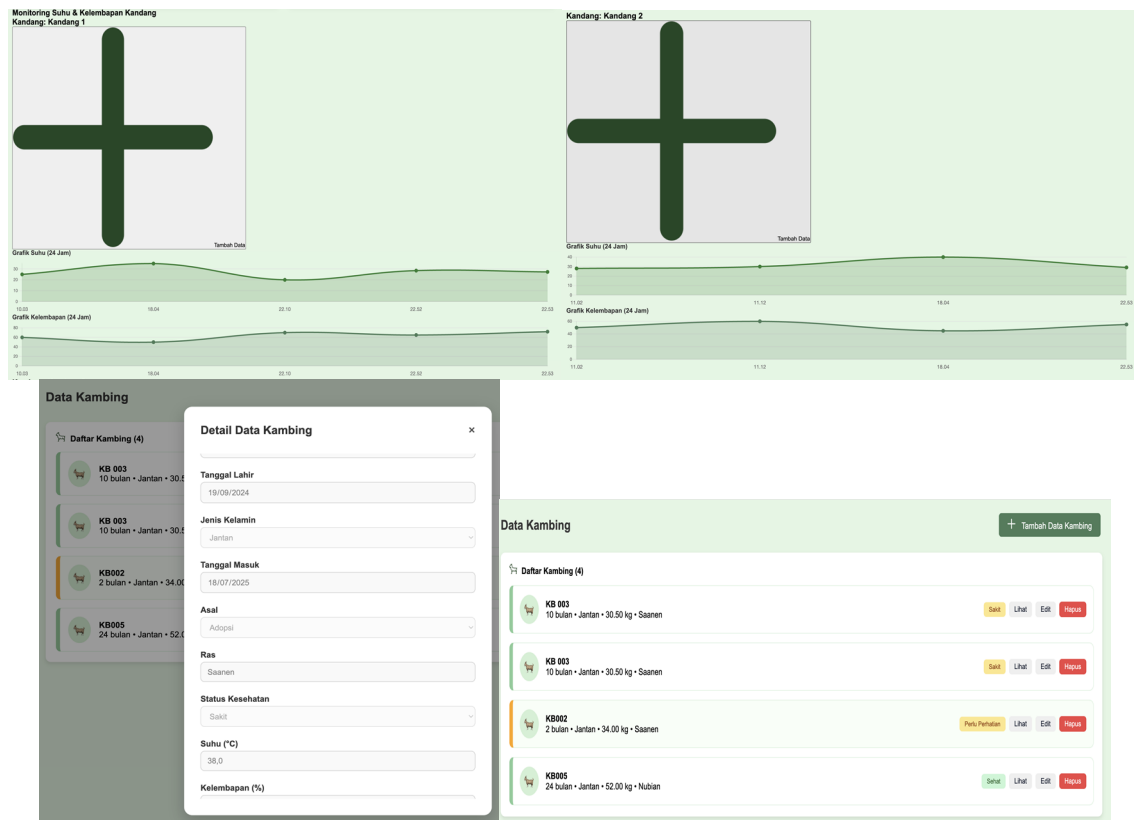 Monitoring Suhu & Kelembapan Kandang
Kandang: Kandang 1
Tambah Data
Grafik Suhu (24 Jam)
30
20
10
0
10.03 18.04 22.10 22.52 22.53
Grafik Kelembapan (24 Jam)
80
60
40
20
0
10.03 18.04 22.10 22.52 22.53
Kandang: Kandang 2
Tambah Data
Grafik Suhu (24 Jam)
40
30
20
10
0
11.02 11.12 18.04 22.53
Grafik Kelembapan (24 Jam)
60
40
20
0
11.02 11.12 18.04 22.53
Data Kambing
Daftar Kambing (4)
KB 003
10 bulan • Jantan • 30.5
KB 003
10 bulan • Jantan • 30.5
KB002
2 bulan • Jantan • 34.00
KB005
24 bulan • Jantan • 52.0
Detail Data Kambing ×
Tanggal Lahir
19/09/2024
Jenis Kelamin
Jantan
Tanggal Masuk
18/07/2025
Asal
Adopsi
Ras
Saanen
Status Kesehatan
Sakit
Suhu (°C)
38,0
Kelembapan (%)
Data Kambing
+ Tambah Data Kambing
Daftar Kambing (4)
KB 003
10 bulan • Jantan • 30.50 kg • Saanen
Sakit Lihat Edit Hapus
KB 003
10 bulan • Jantan • 30.50 kg • Saanen
Sakit Lihat Edit Hapus
KB002
2 bulan • Jantan • 34.00 kg • Saanen
Perlu Perhatian Lihat Edit Hapus
KB005
24 bulan • Jantan • 52.00 kg • Nubian
Sehat Lihat Edit Hapus